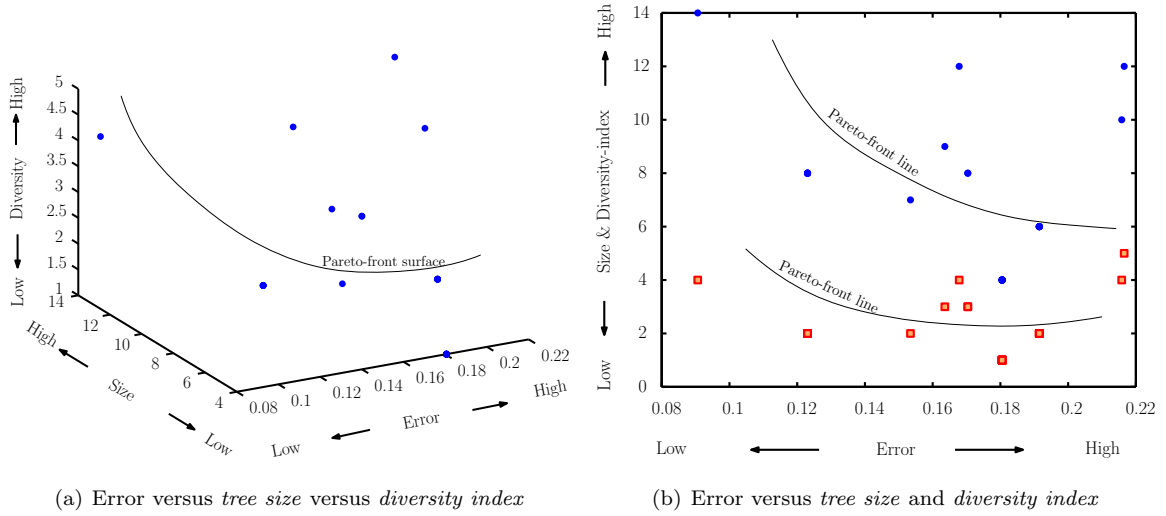 5
4.5
4
3.5
3
2.5
2
1.5
1
Low
Diversity
High
14
12
10
8
6
4
High
Size
Low
0.08
0.1
0.12
0.14
0.16
0.18
0.2
0.22
Low
Error
High
Pareto-front surface
(a) Error versus tree size versus diversity index
14
12
10
8
6
4
2
0
Low
Size & Diversity-index
High
Pareto-front line
Pareto-front line
0.08
0.1
0.12
0.14
0.16
0.18
0.2
0.22
Low
Error
High
(b) Error versus tree size and diversity index